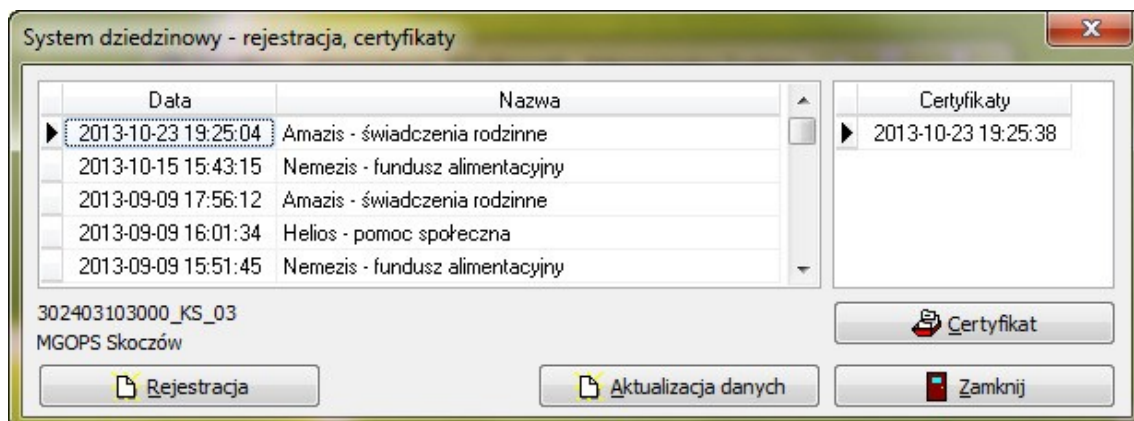 System dziedzinowy - rejestracja, certyfikaty
Data Nazwa
2013-10-23 19:25:04 Amazis - świadczenia rodzinne
2013-10-15 15:43:15 Nemezis - fundusz alimentacyjny
2013-09-09 17:56:12 Amazis - świadczenia rodzinne
2013-09-09 16:01:34 Helios - pomoc społeczna
2013-09-09 15:51:45 Nemezis - fundusz alimentacyjny
Certyfikaty
2013-10-23 19:25:38
302403103000_KS_03
MGOPS Skoczów
Certyfikat
Rejestracja
Aktualizacja danych
Zamknij